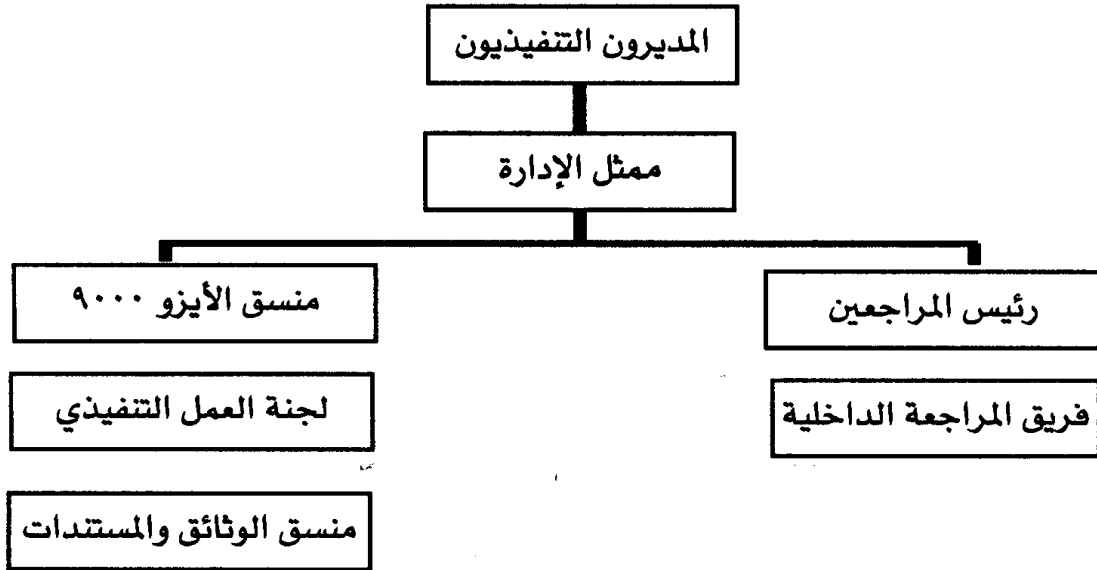 المديرون التنفيذيون
ممثل الإدارة
رئيس المراجعين
منسق الأيزو ٩٠٠٠
فريق المراجعة الداخلية
لجنة العمل التنفيذي
منسق الوثائق والمستندات